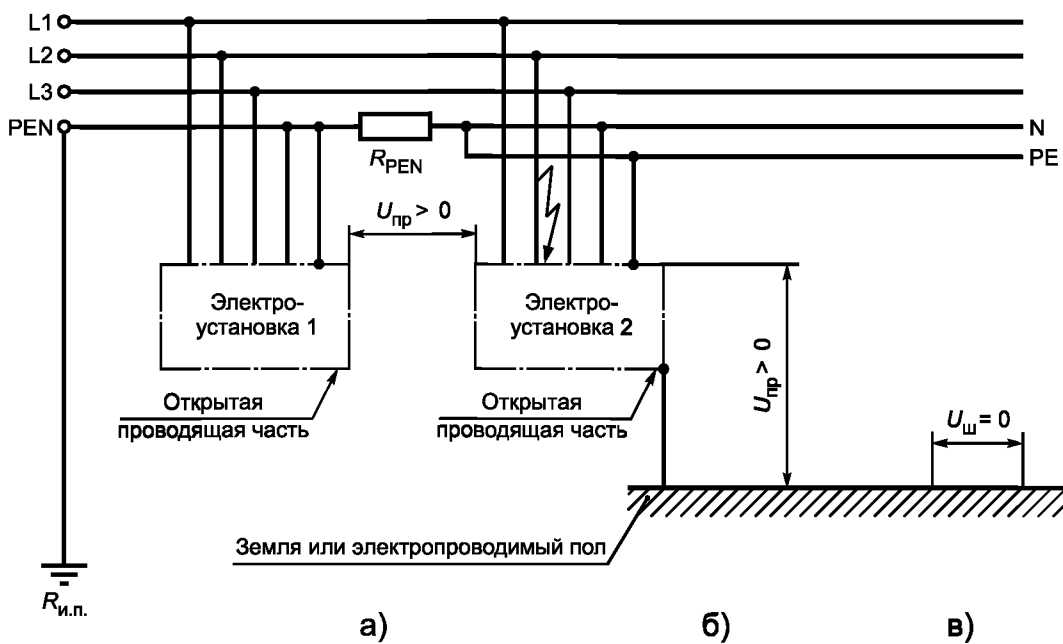 L1
L2
L3
PEN
N
PE
R_PEN
U_пр > 0
Электро-
установка 1
Электро-
установка 2
U_пр > 0
Открытая
проводящая часть
Открытая
проводящая часть
U_ш = 0
Земля или электропроводимый пол
R_и.п.
а)
б)
в)